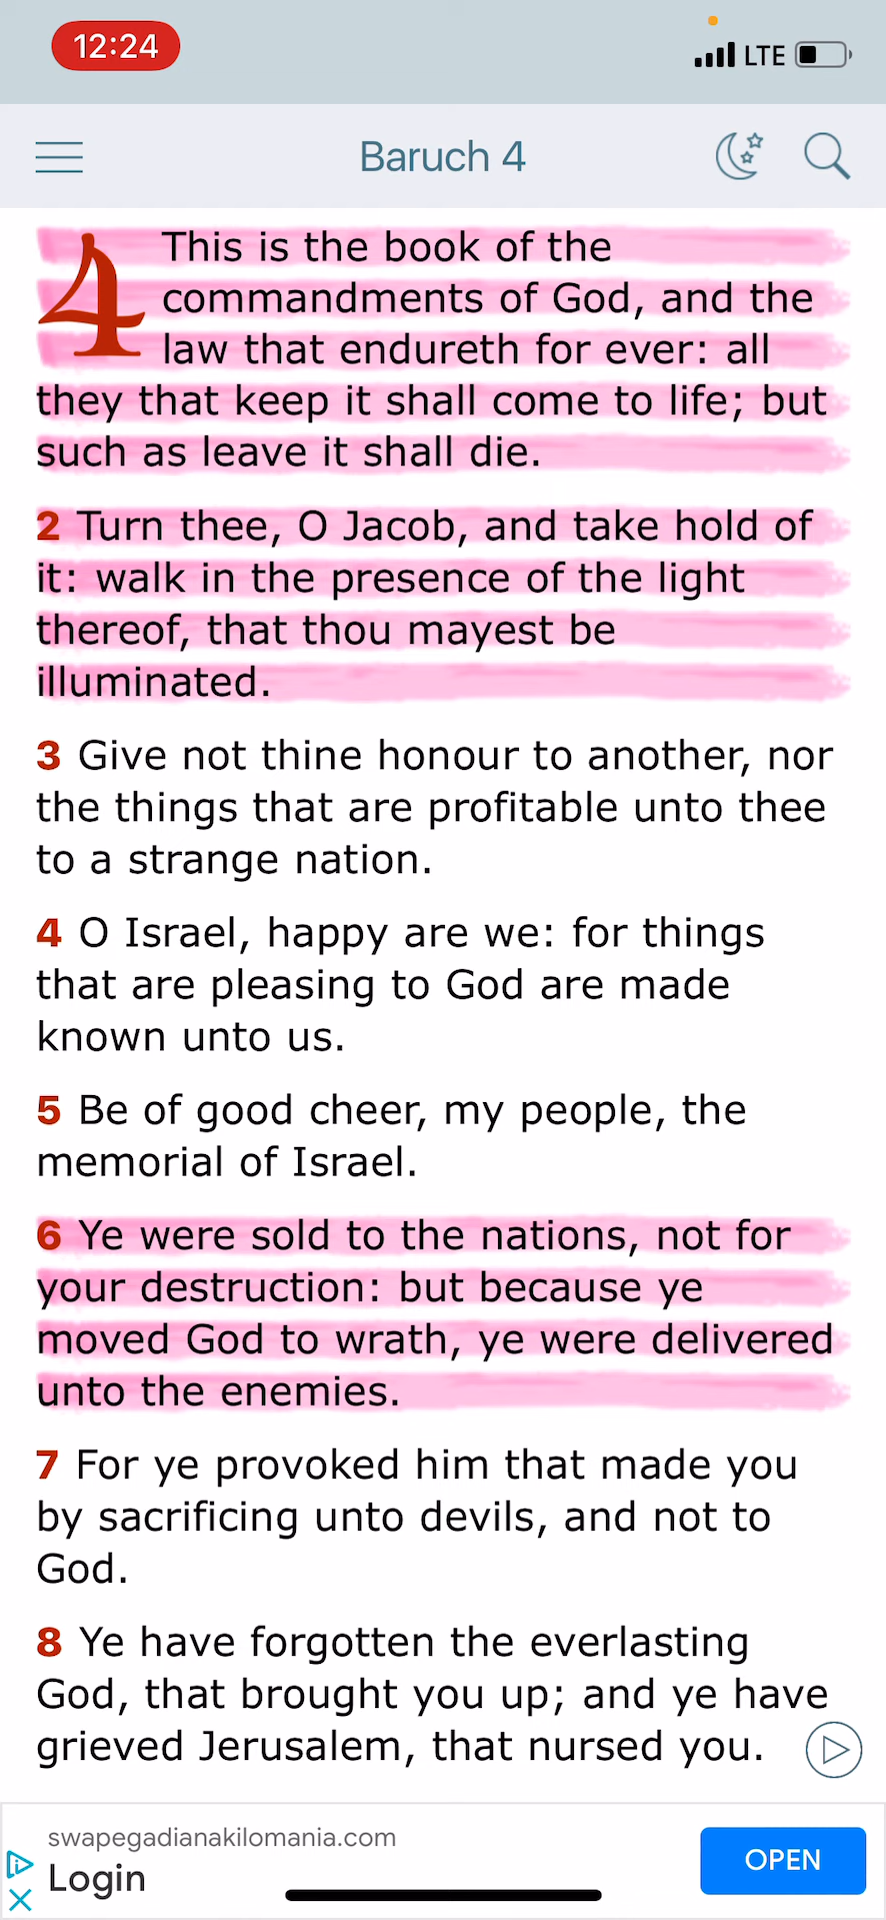 12:24
LTE
Baruch 4
4 This is the book of the
commandments of God, and the
law that endureth for ever: all
they that keep it shall come to life; but
such as leave it shall die.
2 Turn thee, O Jacob, and take hold of
it: walk in the presence of the light
thereof, that thou mayest be
illuminated.
3 Give not thine honour to another, nor
the things that are profitable unto thee
to a strange nation.
4 O Israel, happy are we: for things
that are pleasing to God are made
known unto us.
5 Be of good cheer, my people, the
memorial of Israel.
6 Ye were sold to the nations, not for
your destruction: but because ye
moved God to wrath, ye were delivered
unto the enemies.
7 For ye provoked him that made you
by sacrificing unto devils, and not to
God.
8 Ye have forgotten the everlasting
God, that brought you up; and ye have
grieved Jerusalem, that nursed you.
swapegadianakilomania.com
Login
OPEN